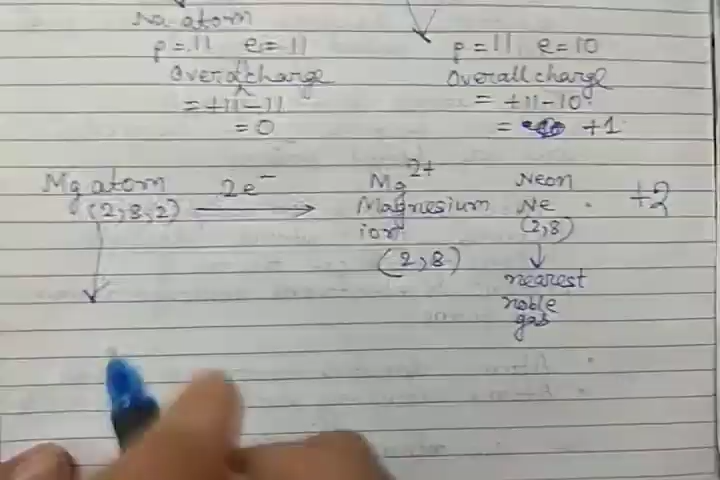 Na atom
p = 11 e = 11
Overall charge
= +11 - 11
= 0
p = 11, e = 10
Overall charge
= +11 - 10
= +1
Mg atom
(2,8,2)
2e⁻
Mg²⁺
Magnesium
ion
(2,8)
Neon
Ne
(2,8)
nearest
noble
gas
+2